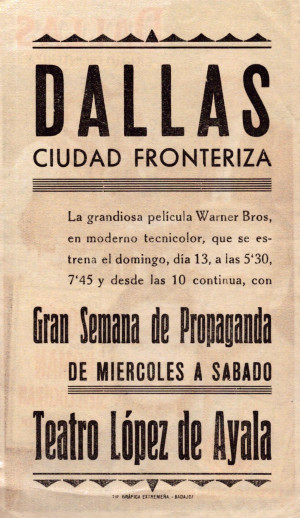 DALLAS
CIUDAD FRONTERIZA
La grandiosa película Warner Bros,
en moderno tecnicolor, que se es-
trena el domingo, día 13, a las 5'30,
7'45 y desde las 10 continua, con
Gran Semana de Propaganda
DE MIERCOLES A SABADO
Teatro López de Ayala
TIP. GRÁFICA EXTREMEÑA - BADAJOZ